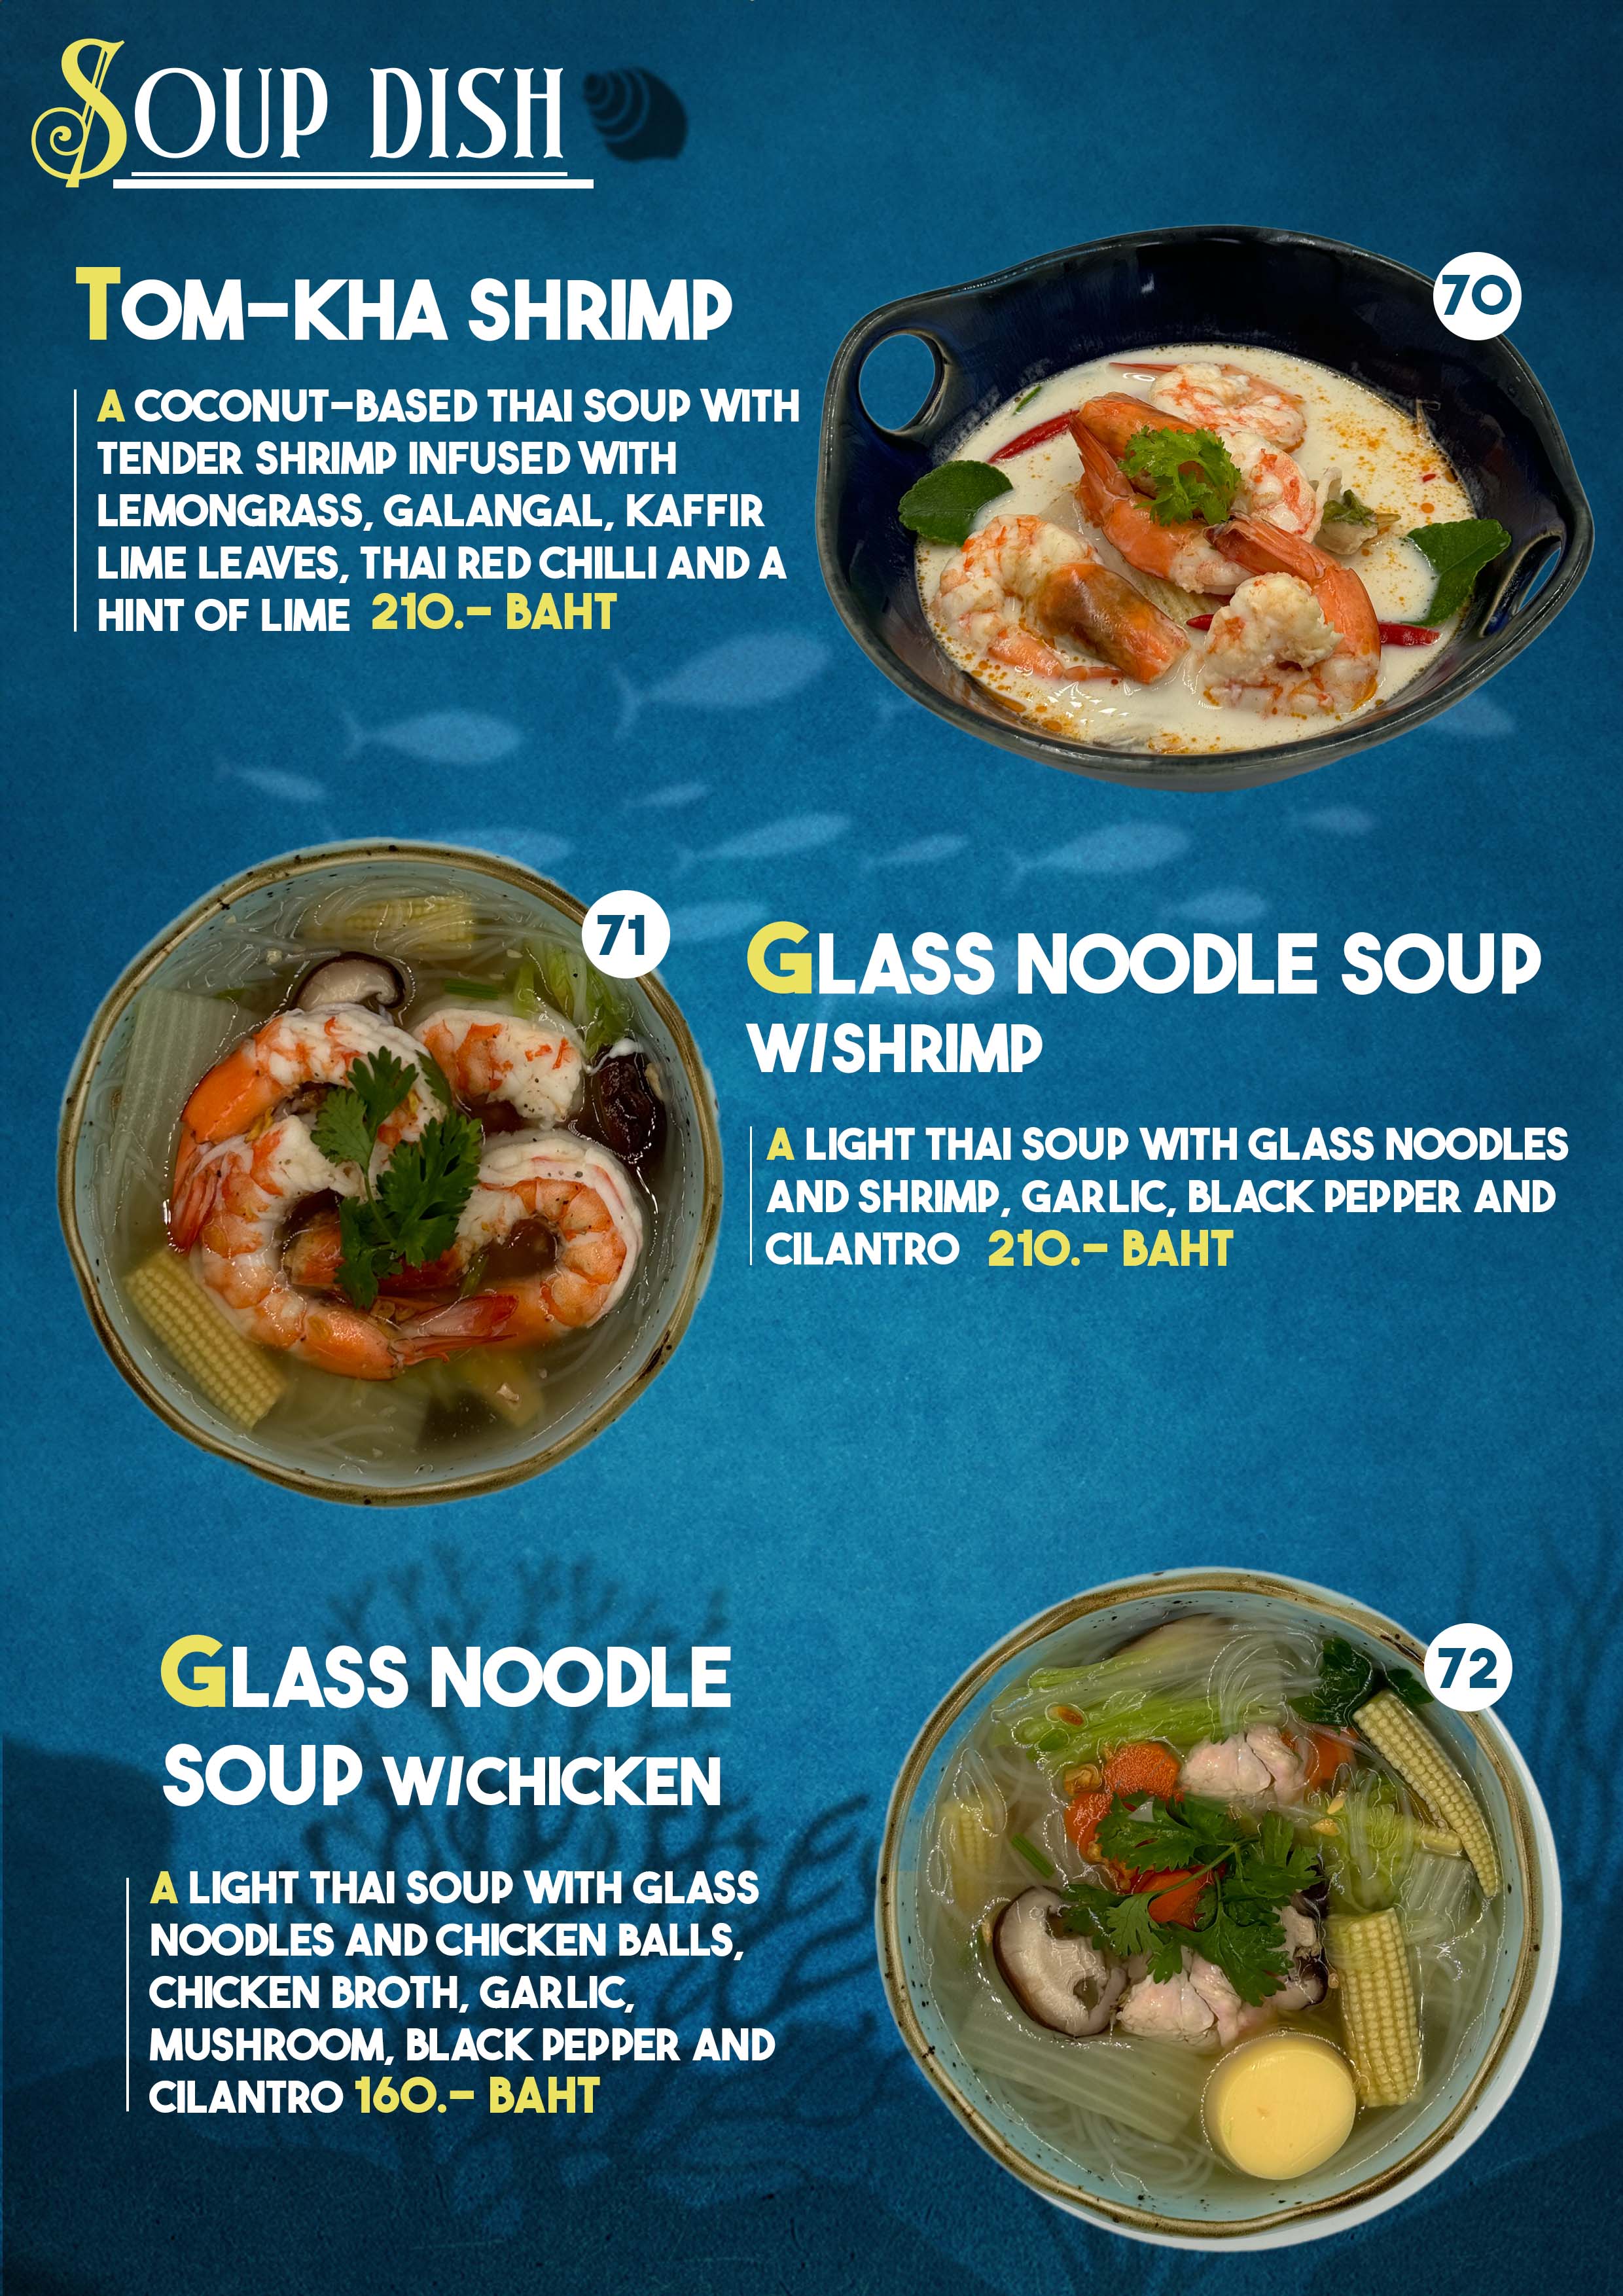 SOUP DISH
TOM-KHA SHRIMP
70
A COCONUT-BASED THAI SOUP WITH
TENDER SHRIMP INFUSED WITH
LEMONGRASS, GALANGAL, KAFFIR
LIME LEAVES, THAI RED CHILLI AND A
HINT OF LIME 210.- BAHT
71
GLASS NOODLE SOUP
W/SHRIMP
A LIGHT THAI SOUP WITH GLASS NOODLES
AND SHRIMP, GARLIC, BLACK PEPPER AND
CILANTRO 210.- BAHT
72
GLASS NOODLE
SOUP W/CHICKEN
A LIGHT THAI SOUP WITH GLASS
NOODLES AND CHICKEN BALLS,
CHICKEN BROTH, GARLIC,
MUSHROOM, BLACK PEPPER AND
CILANTRO 160.- BAHT